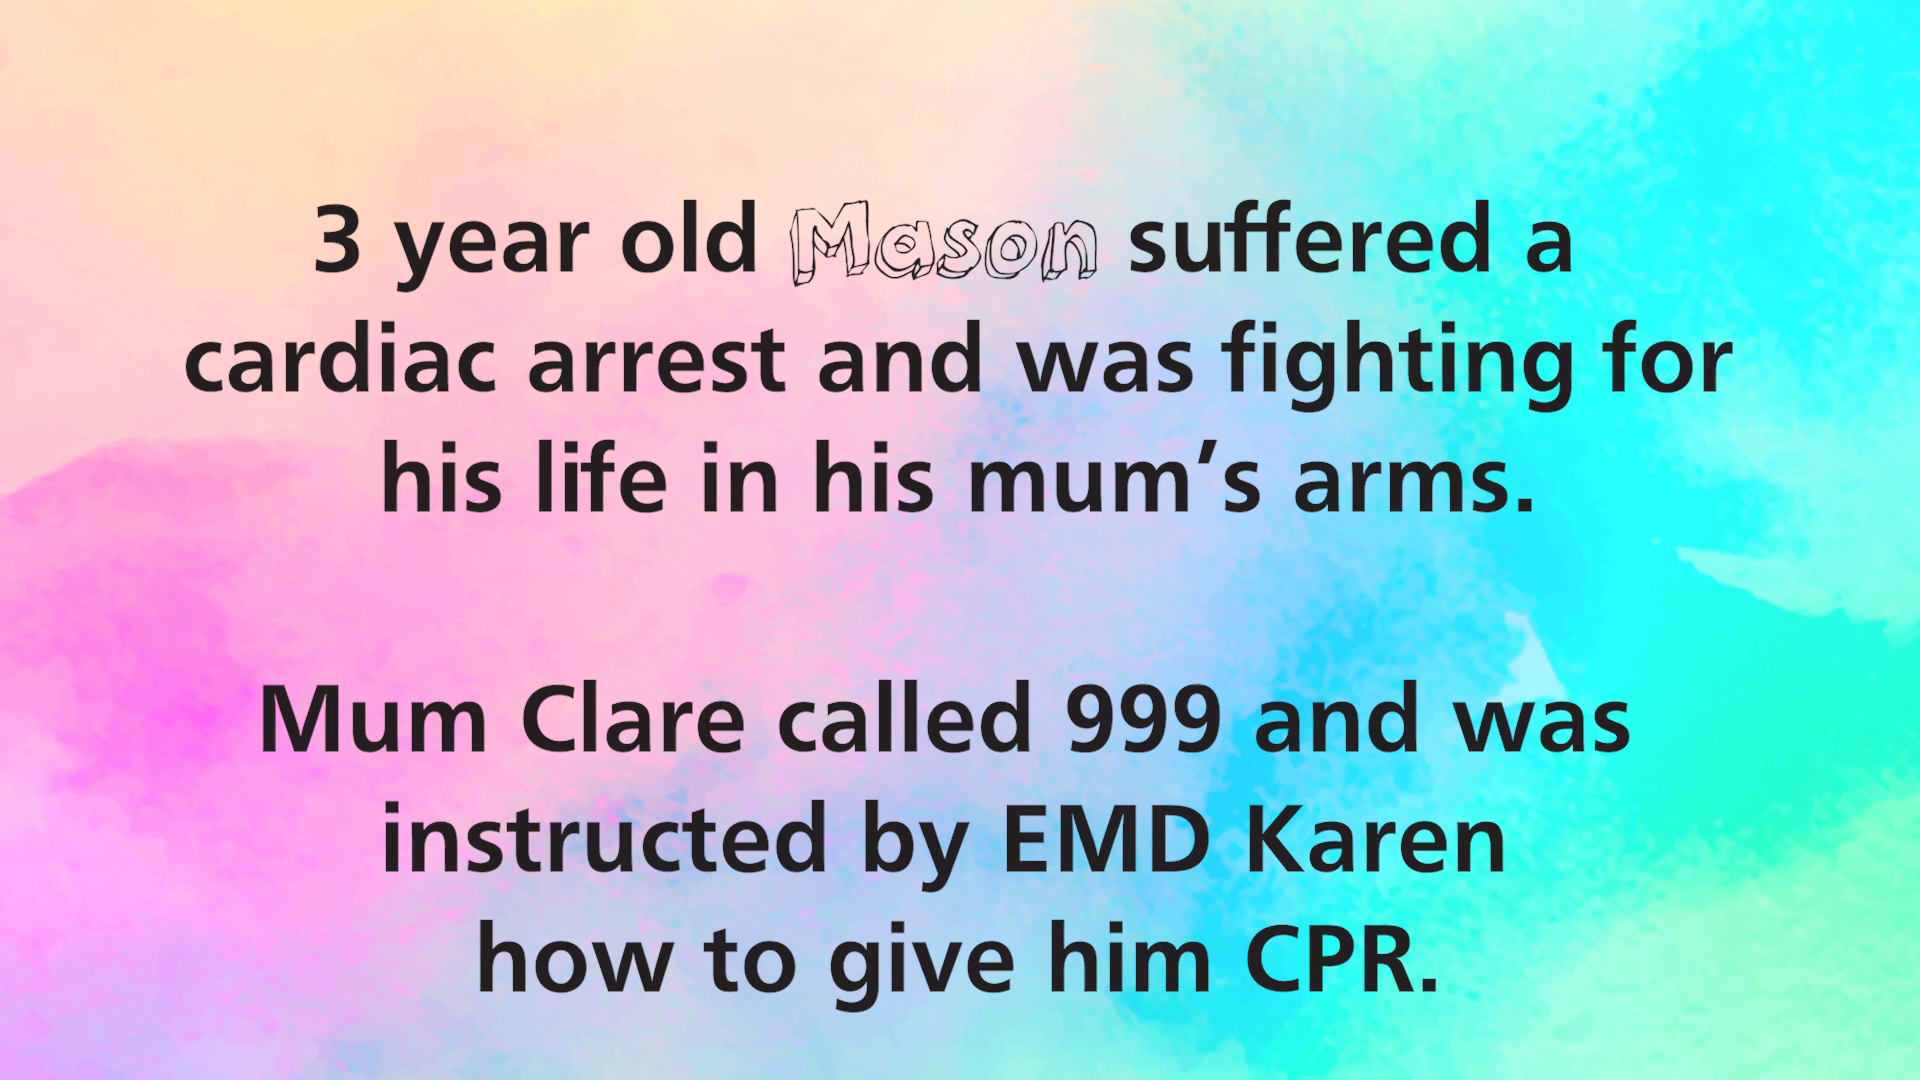 3 year old Mason suffered a
cardiac arrest and was fighting for
his life in his mum’s arms.
Mum Clare called 999 and was
instructed by EMD Karen
how to give him CPR.